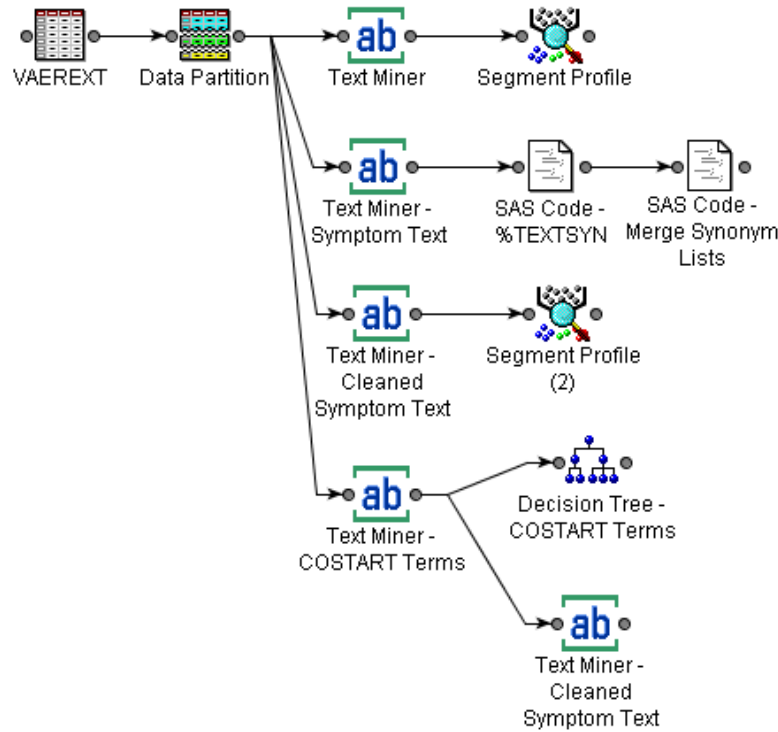 VAEREXT
Data Partition
ab
Text Miner
Segment Profile
ab
Text Miner -
Symptom Text
SAS Code -
%TEXTSYN
SAS Code -
Merge Synonym
Lists
ab
Text Miner -
Cleaned
Symptom Text
Segment Profile
(2)
ab
Text Miner -
COSTART Terms
Decision Tree -
COSTART Terms
ab
Text Miner -
Cleaned
Symptom Text